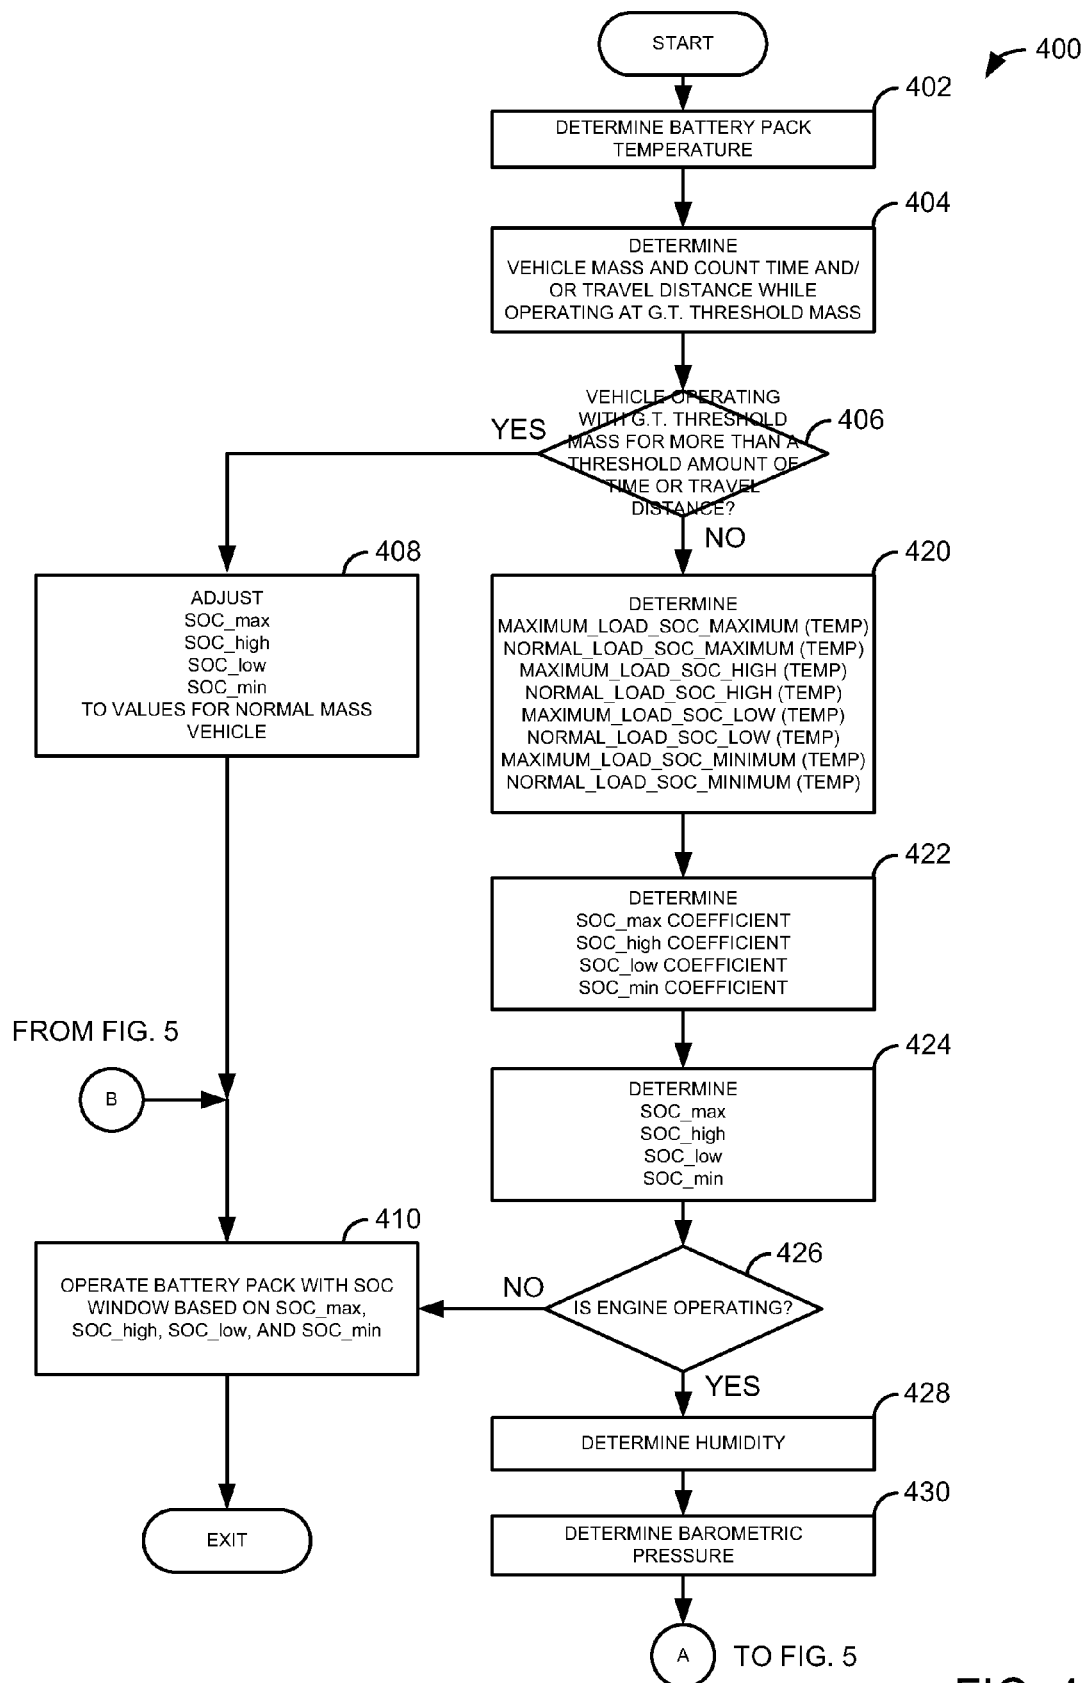 START
400
402
DETERMINE BATTERY PACK
TEMPERATURE
404
DETERMINE
VEHICLE MASS AND COUNT TIME AND/
OR TRAVEL DISTANCE WHILE
OPERATING AT G.T. THRESHOLD MASS
VEHICLE OPERATING
WITH G.T. THRESHOLD
MASS FOR MORE THAN A
THRESHOLD AMOUNT OF
TIME OR TRAVEL
DISTANCE?
406
YES
NO
408
ADJUST
SOC_max
SOC_high
SOC_low
SOC_min
TO VALUES FOR NORMAL MASS
VEHICLE
420
DETERMINE
MAXIMUM_LOAD_SOC_MAXIMUM (TEMP)
NORMAL_LOAD_SOC_MAXIMUM (TEMP)
MAXIMUM_LOAD_SOC_HIGH (TEMP)
NORMAL_LOAD_SOC_HIGH (TEMP)
MAXIMUM_LOAD_SOC_LOW (TEMP)
NORMAL_LOAD_SOC_LOW (TEMP)
MAXIMUM_LOAD_SOC_MINIMUM (TEMP)
NORMAL_LOAD_SOC_MINIMUM (TEMP)
422
DETERMINE
SOC_max COEFFICIENT
SOC_high COEFFICIENT
SOC_low COEFFICIENT
SOC_min COEFFICIENT
FROM FIG. 5
B
424
DETERMINE
SOC_max
SOC_high
SOC_low
SOC_min
410
OPERATE BATTERY PACK WITH SOC
WINDOW BASED ON SOC_max,
SOC_high, SOC_low, AND SOC_min
426
IS ENGINE OPERATING?
NO
YES
428
DETERMINE HUMIDITY
430
DETERMINE BAROMETRIC
PRESSURE
EXIT
A
TO FIG. 5